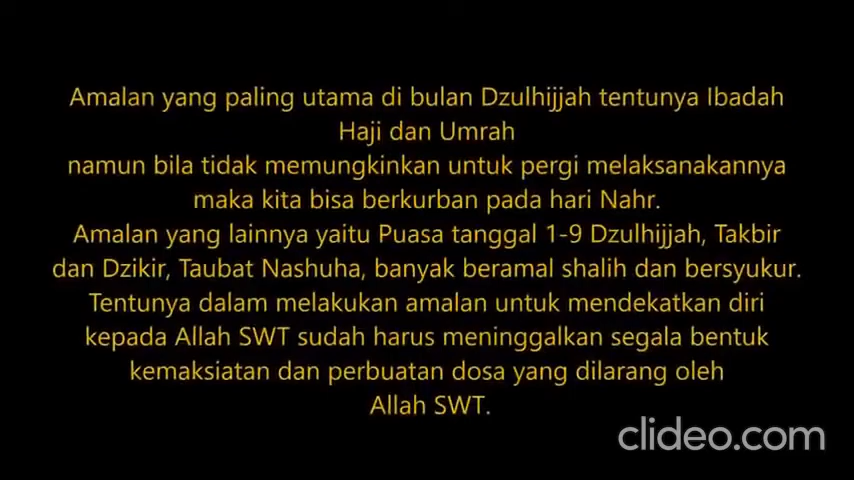 Amalan yang paling utama di bulan Dzulhijjah tentunya Ibadah
Haji dan Umrah
namun bila tidak memungkinkan untuk pergi melaksanakannya
maka kita bisa berkurban pada hari Nahr.
Amalan yang lainnya yaitu Puasa tanggal 1-9 Dzulhijjah, Takbir
dan Dzikir, Taubat Nashuha, banyak beramal shalih dan bersyukur.
Tentunya dalam melakukan amalan untuk mendekatkan diri
kepada Allah SWT sudah harus meninggalkan segala bentuk
kemaksiatan dan perbuatan dosa yang dilarang oleh
Allah SWT.
clideo.com